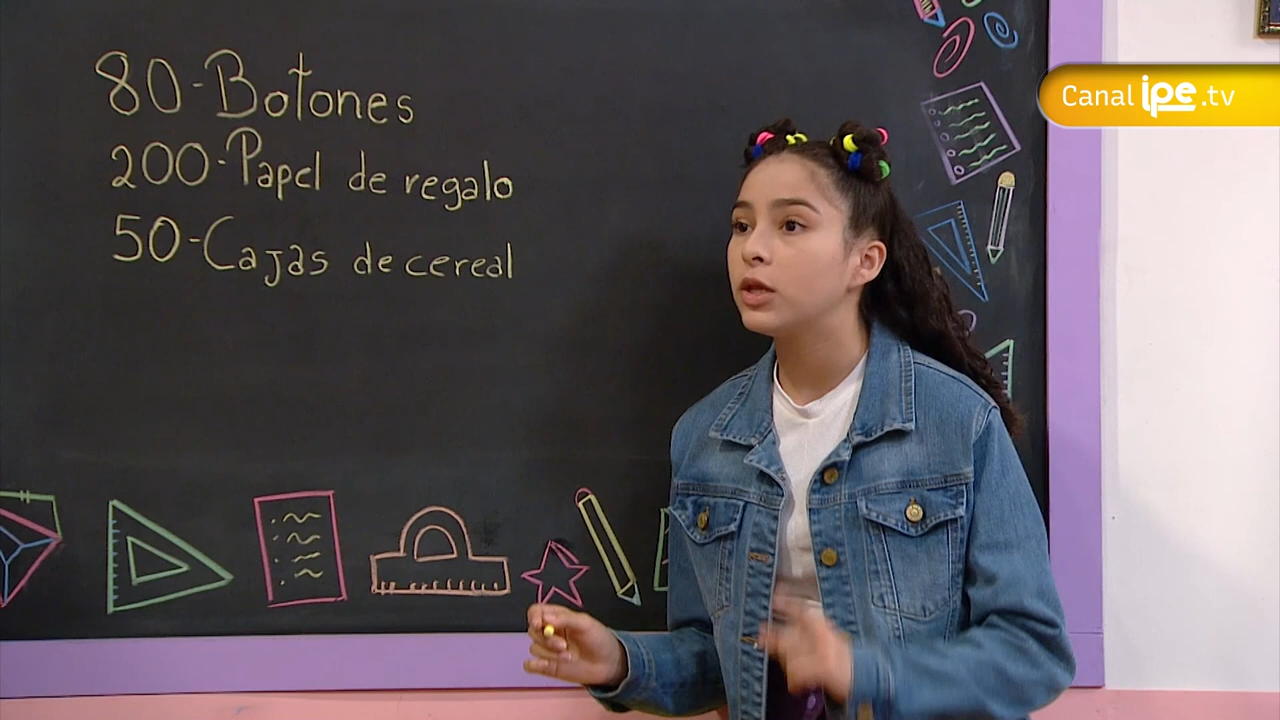 80-Botones
200-Papel de regalo
50-Cajas de cereal
Canal ipe.tv